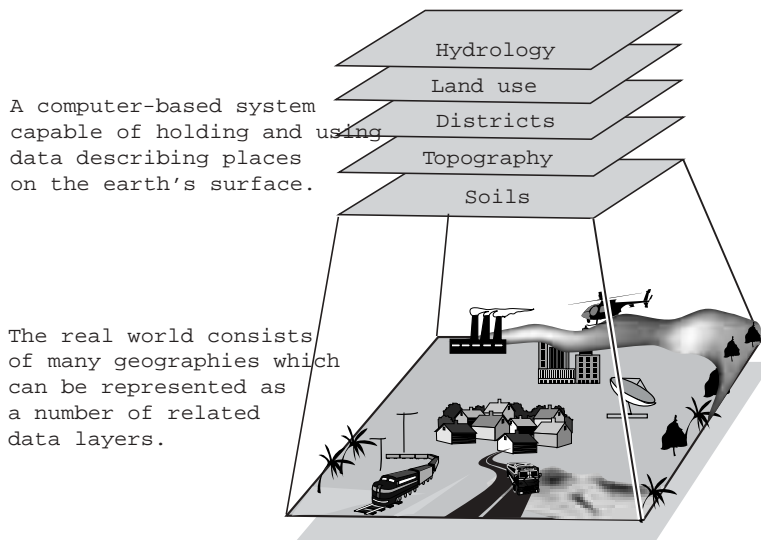 Hydrology
Land use
Districts
Topography
Soils
A computer-based system
capable of holding and using
data describing places
on the earth's surface.
The real world consists
of many geographies which
can be represented as
a number of related
data layers.